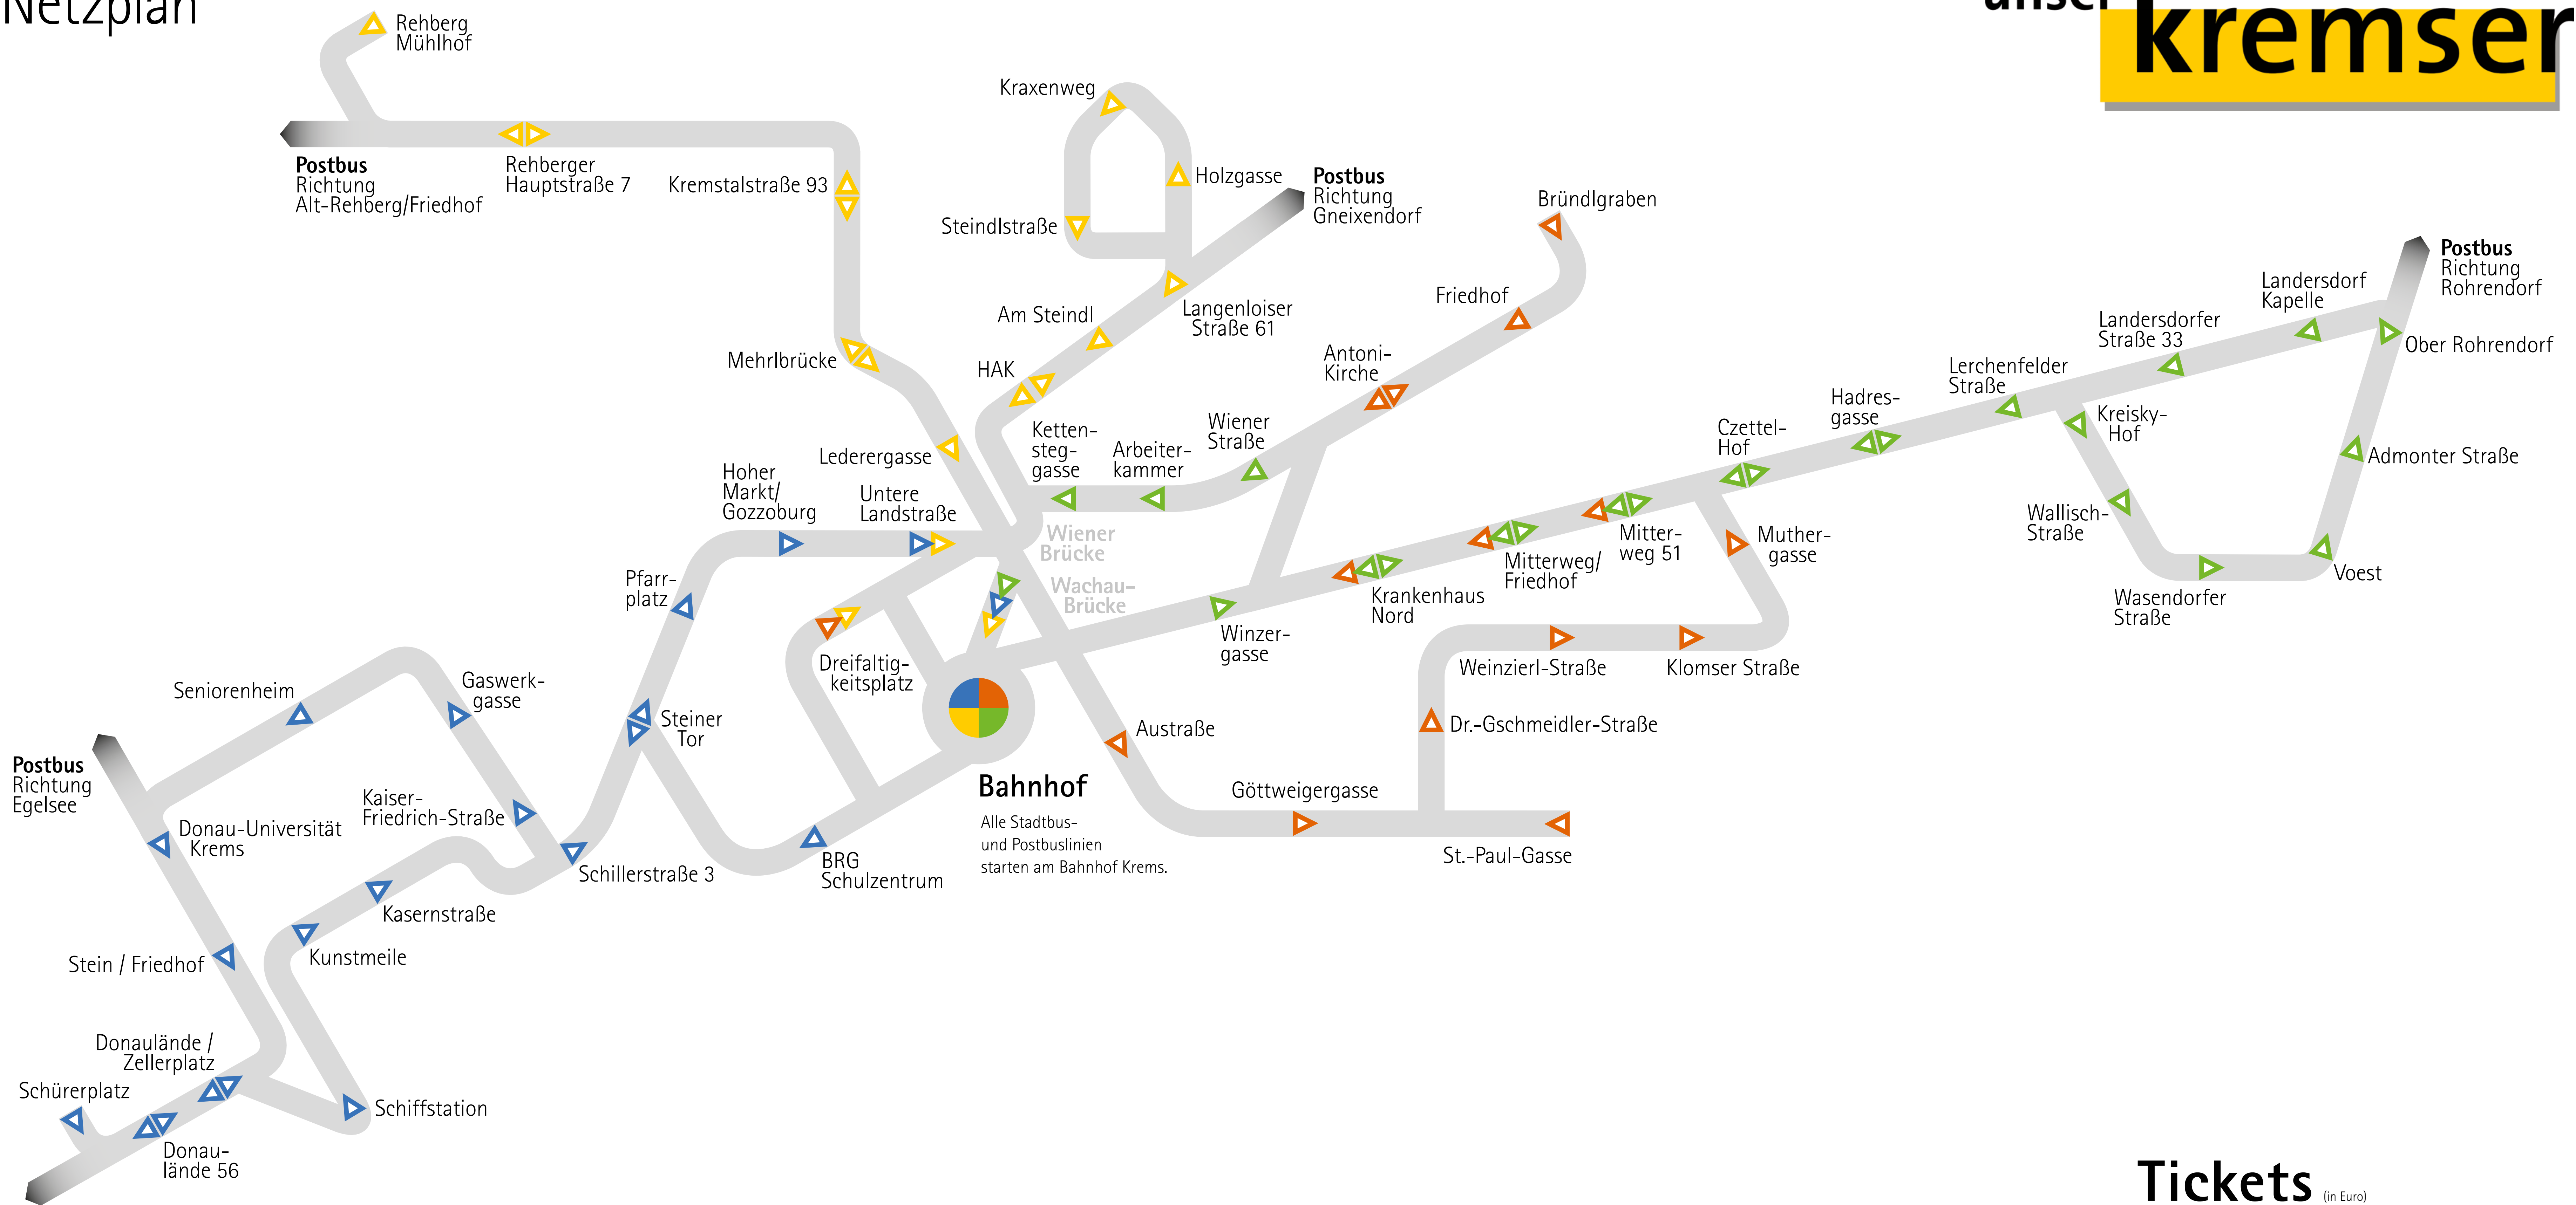 Netzplan
unser
kremser
Rehberg
Mühlhof
Postbus
Richtung
Alt-Rehberg/Friedhof
Rehberger
Hauptstraße 7
Kremstalstraße 93
Mehrlbrücke
Lederergasse
Kraxenweg
Holzgasse
Steindlstraße
Postbus
Richtung
Gneixendorf
Langenloiser
Straße 61
Am Steindl
HAK
Bründlgraben
Friedhof
Antoni-
Kirche
Wiener
Straße
Arbeiter-
kammer
Ketten-
steg-
gasse
Wiener
Brücke
Wachau-
Brücke
Hoher
Markt/
Gozzoburg
Untere
Landstraße
Pfarr-
platz
Steiner
Tor
Dreifaltig-
keitsplatz
Postbus
Richtung
Rohrendorf
Landersdorf
Kapelle
Ober Rohrendorf
Landersdorfer
Straße 33
Lerchenfelder
Straße
Hadres-
gasse
Czettel-
Hof
Kreisky-
Hof
Admonter Straße
Wallisch-
Straße
Voest
Wasendorfer
Straße
Mitter-
weg 51
Mitterweg/
Friedhof
Krankenhaus
Nord
Winzer-
gasse
Muther-
gasse
Weinzierl-Straße
Klomser Straße
Dr.-Gschmeidler-Straße
Austraße
Göttweigergasse
St.-Paul-Gasse
Bahnhof
Alle Stadtbus-
und Postbuslinien
starten am Bahnhof Krems.
BRG
Schulzentrum
Schillerstraße 3
Seniorenheim
Gaswerk-
gasse
Kaiser-
Friedrich-Straße
Postbus
Richtung
Egelsee
Donau-Universität
Krems
Kasernstraße
Kunstmeile
Stein / Friedhof
Donaulände /
Zellerplatz
Schürerplatz
Schiffstation
Donau-
lände 56
Tickets (in Euro)